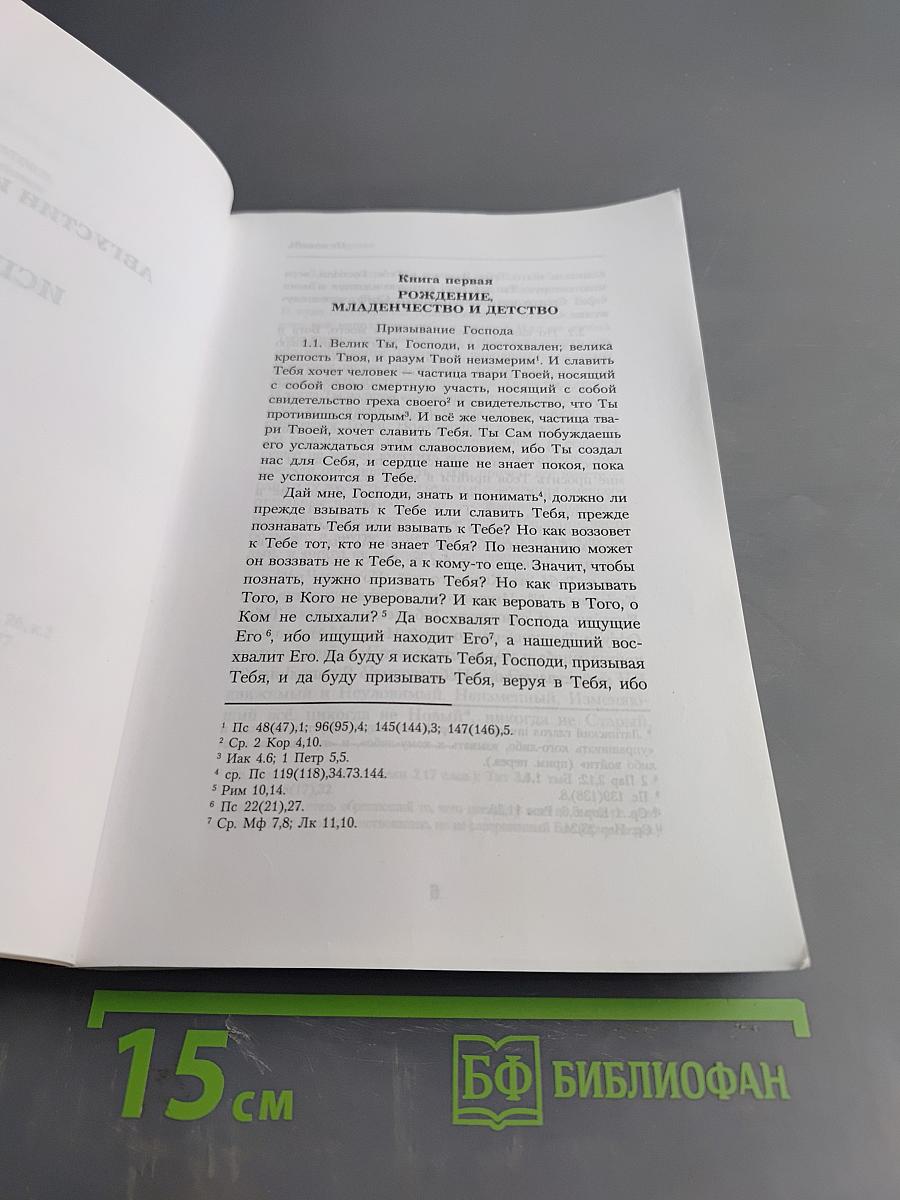 Книга первая
РОЖДЕНИЕ,
МЛАДЕНЧЕСТВО И ДЕТСТВО
Призывание Господа
1.1. Велик Ты, Господи, и достохвален; велика
крепость Твоя, и разум Твой неизмерим¹. И славить
Тебя хочет человек — частица твари Твоей, носящий
с собой свою смертную участь, носящий с собой
свидетельство греха своего² и свидетельство, что Ты
противишься гордым³. И всё же человек, частица тва-
ри Твоей, хочет славить Тебя. Ты Сам побуждаешь
его услаждаться этим славословием, ибо Ты создал
нас для Себя, и сердце наше не знает покоя, пока
не успокоится в Тебе.
Дай мне, Господи, знать и понимать⁴, должно ли
прежде взывать к Тебе или славить Тебя, прежде
познавать Тебя или взывать к Тебе? Но как воззовет
к Тебе тот, кто не знает Тебя? По незнанию может
он воззвать не к Тебе, а к кому-то еще. Значит, чтобы
познать, нужно призвать Тебя? Но как призывать
Того, в Кого не уверовали? И как веровать в Того, о
Ком не слыхали?⁵ Да восхвалят Господа ищущие
Его⁶, ибо ищущий находит Его⁷, а нашедший вос-
хвалит Его. Да буду я искать Тебя, Господи, призывая
Тебя, и да буду призывать Тебя, веруя в Тебя, ибо
¹ Пс 48(47),1; 96(95),4; 145(144),3; 147(146),5.
² Ср. 2 Кор 4,10.
³ Иак 4.6; 1 Петр 5,5.
⁴ ср. Пс 119(118),34.73.144.
⁵ Рим 10,14.
⁶ Пс 22(21),27.
⁷ Ср. Мф 7,8; Лк 11,10.
15 см
БФ БИБЛИОФАН